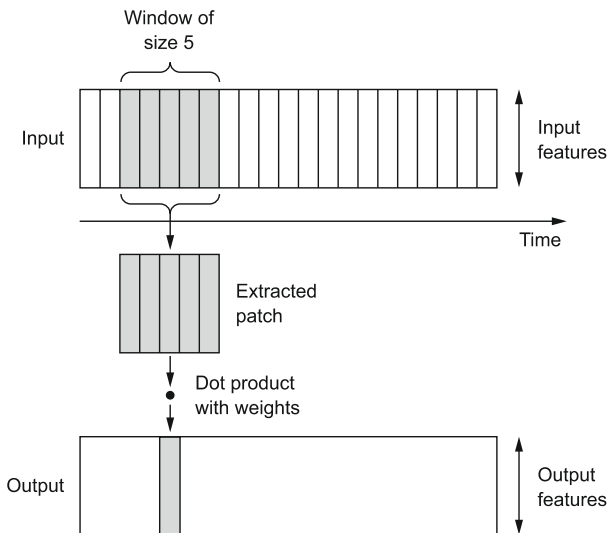 Window of
size 5
Input
Input
features
Time
Extracted
patch
Dot product
with weights
Output
Output
features